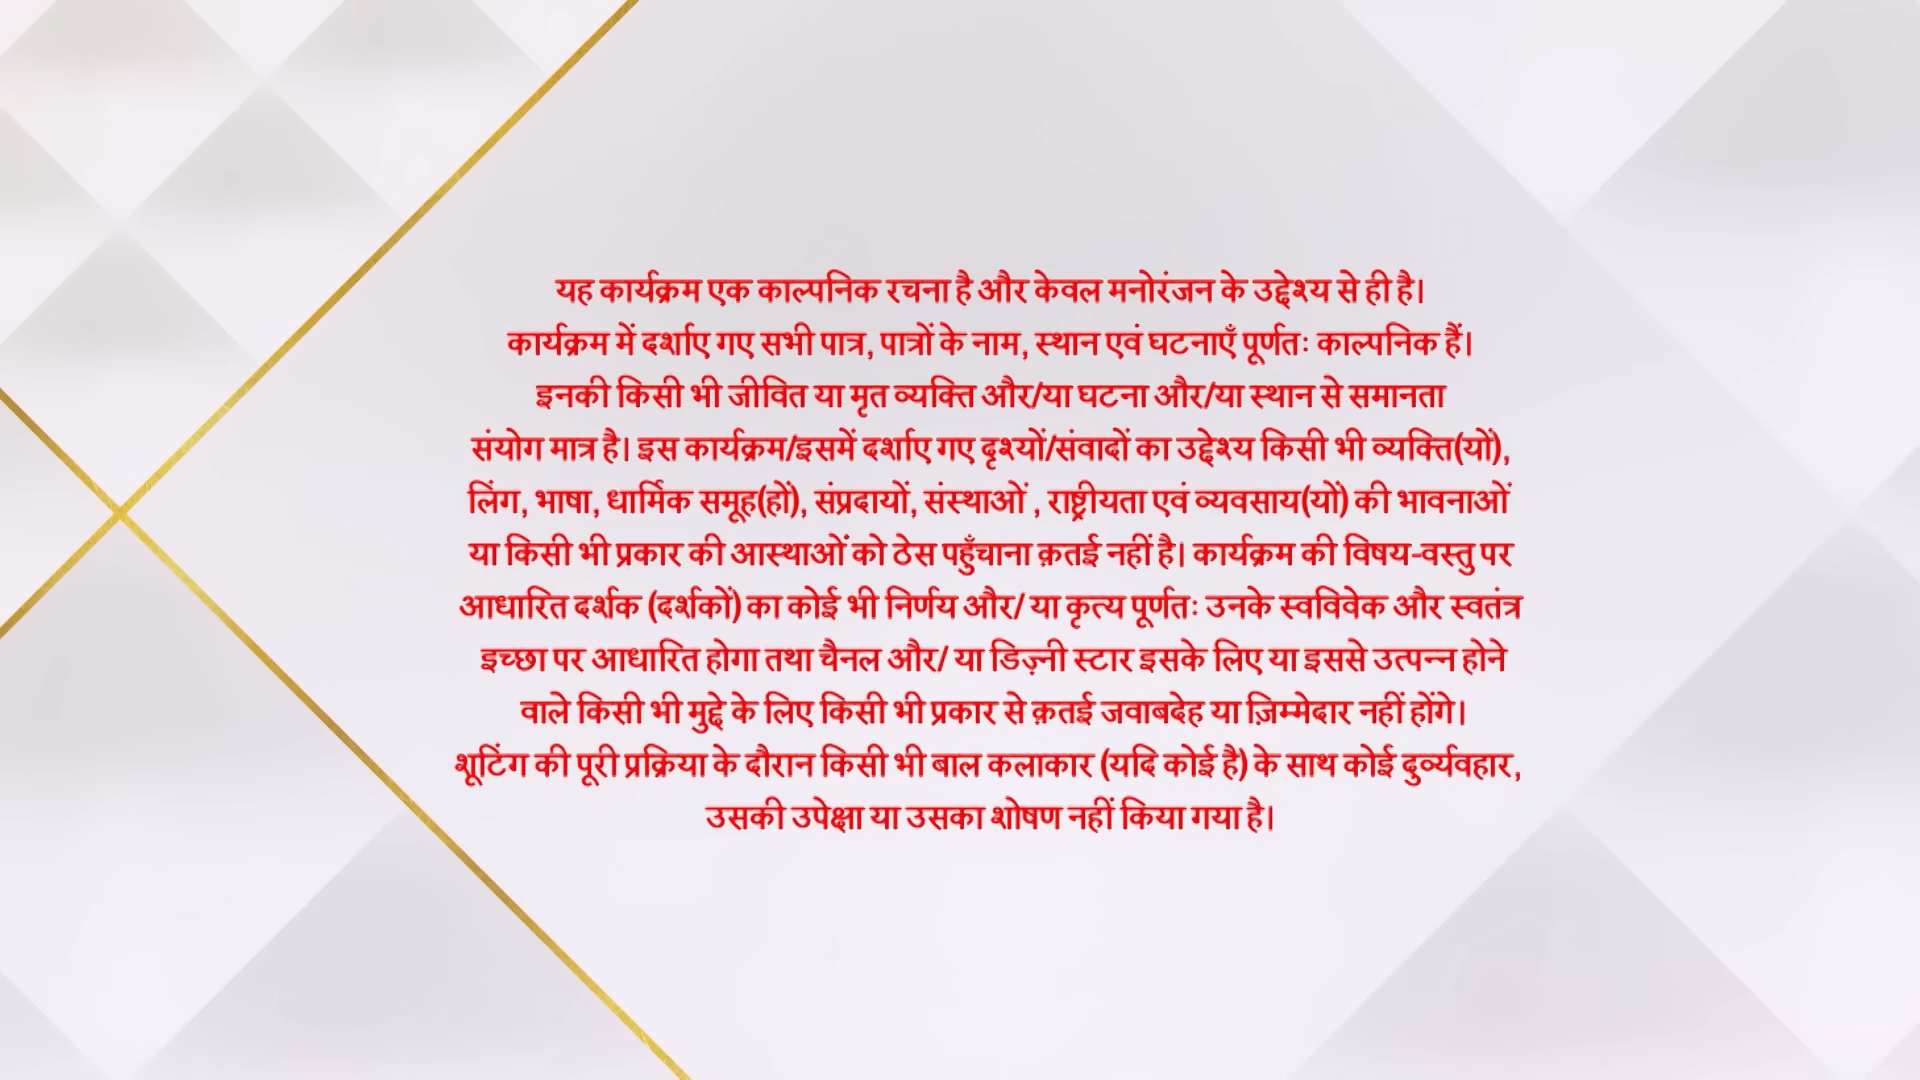 यह कार्यक्रम एक काल्पनिक रचना है और केवल मनोरंजन के उद्देश्य से ही है।
कार्यक्रम में दर्शाए गए सभी पात्र, पात्रों के नाम, स्थान एवं घटनाएँ पूर्णतः काल्पनिक हैं।
इनकी किसी भी जीवित या मृत व्यक्ति और/या घटना और/या स्थान से समानता
संयोग मात्र है। इस कार्यक्रम/इसमें दर्शाए गए दृश्यों/संवादों का उद्देश्य किसी भी व्यक्ति(यों),
लिंग, भाषा, धार्मिक समूह(हों), संप्रदायों, संस्थाओं , राष्ट्रीयता एवं व्यवसाय(यों) की भावनाओं
या किसी भी प्रकार की आस्थाओं को ठेस पहुँचाना क़तई नहीं है। कार्यक्रम की विषय-वस्तु पर
आधारित दर्शक (दर्शकों) का कोई भी निर्णय और/ या कृत्य पूर्णतः उनके स्वविवेक और स्वतंत्र
इच्छा पर आधारित होगा तथा चैनल और/ या डिज़्नी स्टार इसके लिए या इससे उत्पन्न होने
वाले किसी भी मुद्दे के लिए किसी भी प्रकार से क़तई जवाबदेह या ज़िम्मेदार नहीं होंगे।
शूटिंग की पूरी प्रक्रिया के दौरान किसी भी बाल कलाकार (यदि कोई है) के साथ कोई दुर्व्यवहार,
उसकी उपेक्षा या उसका शोषण नहीं किया गया है।